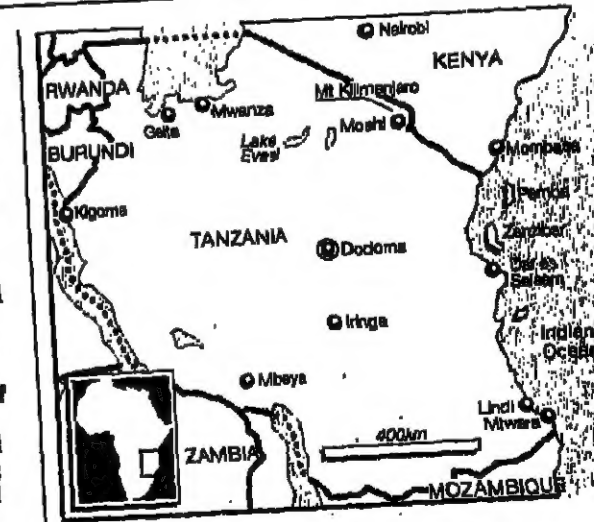 Nairobi
KENYA
RWANDA
Mt Kilimanjaro
Geita
Mwanza
Moshi
Lake
Eyasi
BURUNDI
Mombasa
Pemba
Kigoma
TANZANIA
Dodoma
Zanzibar
Dar es
Salaam
Iringa
Indian
Ocean
Mbeya
Lindi
Mtwara
ZAMBIA
400km
MOZAMBIQUE